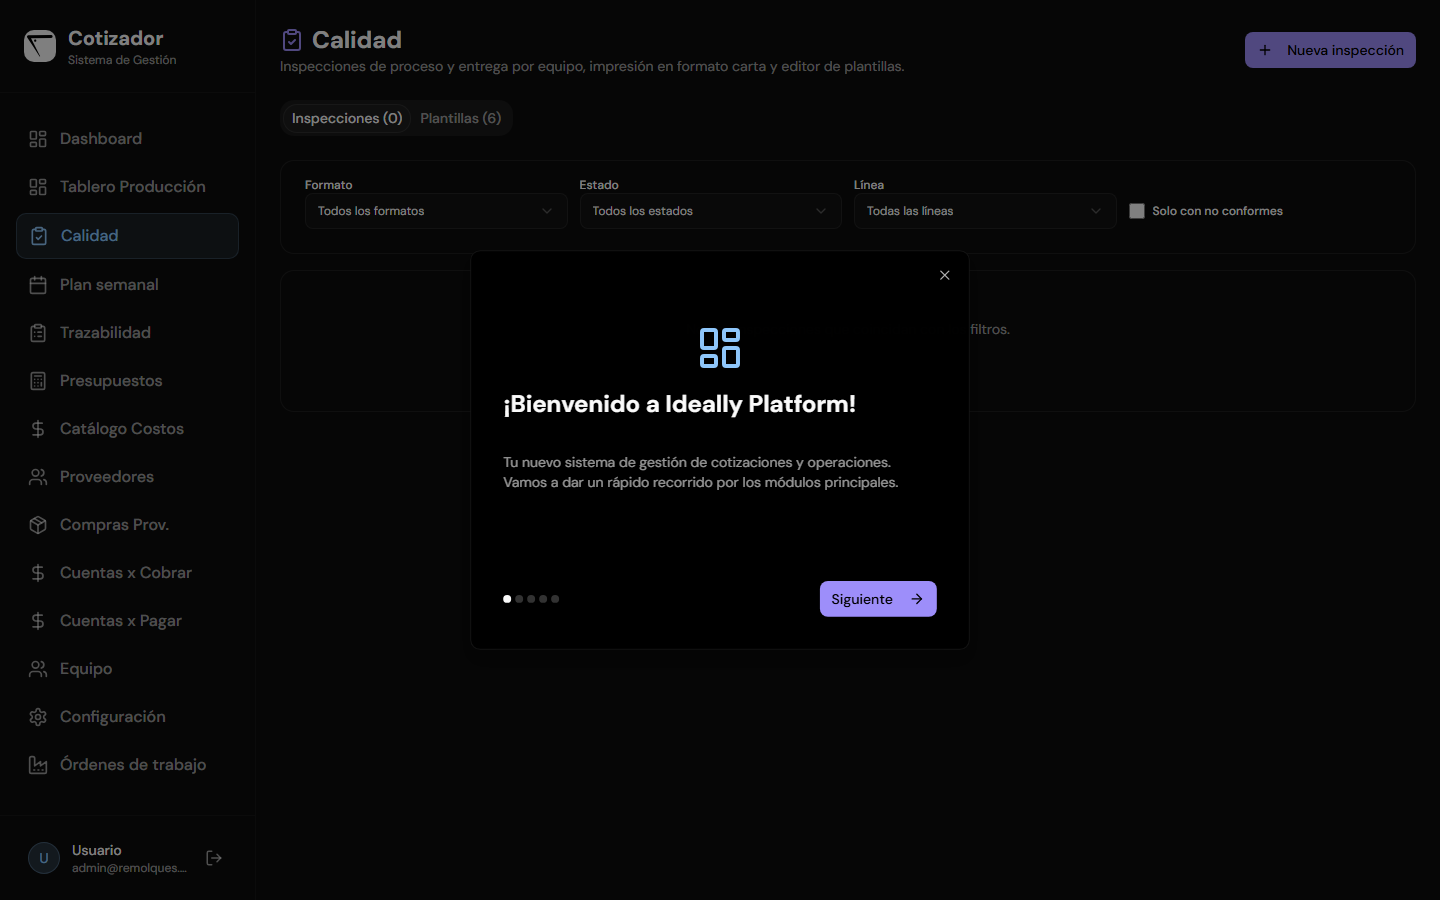 Cotizador
Sistema de Gestión
Dashboard
Tablero Producción
Calidad
Plan semanal
Trazabilidad
Presupuestos
Catálogo Costos
Proveedores
Compras Prov.
Cuentas x Cobrar
Cuentas x Pagar
Equipo
Configuración
Órdenes de trabajo
U
Usuario
admin@remolques....
Calidad
Inspecciones de proceso y entrega por equipo, impresión en formato carta y editor de plantillas.
Nueva inspección
Inspecciones (0) Plantillas (6)
Formato
Todos los formatos
Estado
Todos los estados
Línea
Todas las líneas
Solo con no conformes
filtros.
¡Bienvenido a Ideally Platform!
Tu nuevo sistema de gestión de cotizaciones y operaciones.
Vamos a dar un rápido recorrido por los módulos principales.
Siguiente